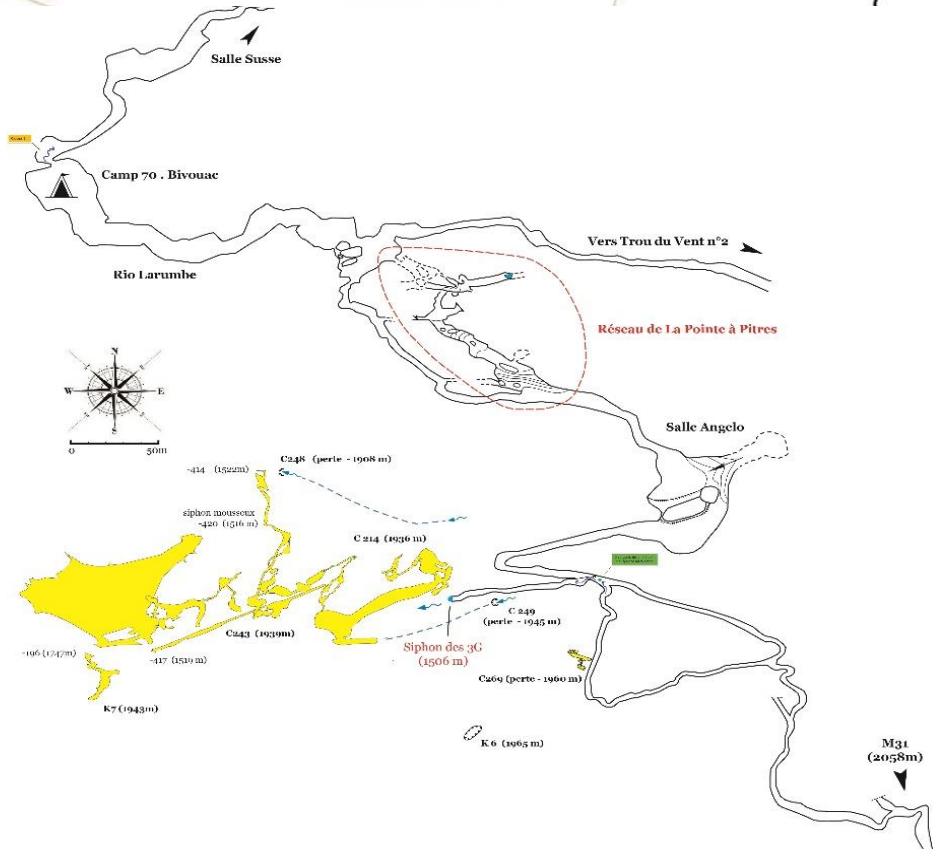 Salle Susse
Camp 70 . Bivouac
Rio Larumbe
Vers Trou du Vent n°2
Réseau de La Pointe à Pitres
N
W
E
S
0
50m
Salle Angelo
-414 (1522m)
C248 (perte - 1908 m)
siphon mousseux
-420 (1516 m)
C 214 (1936 m)
C 249
(perte - 1945 m)
C243 (1939m)
Siphon des 3G
(1506 m)
-196 (1747m)
-417 (1519 m)
C269 (perte - 1960 m)
K7 (1943m)
K 6 (1965 m)
M31
(2058m)